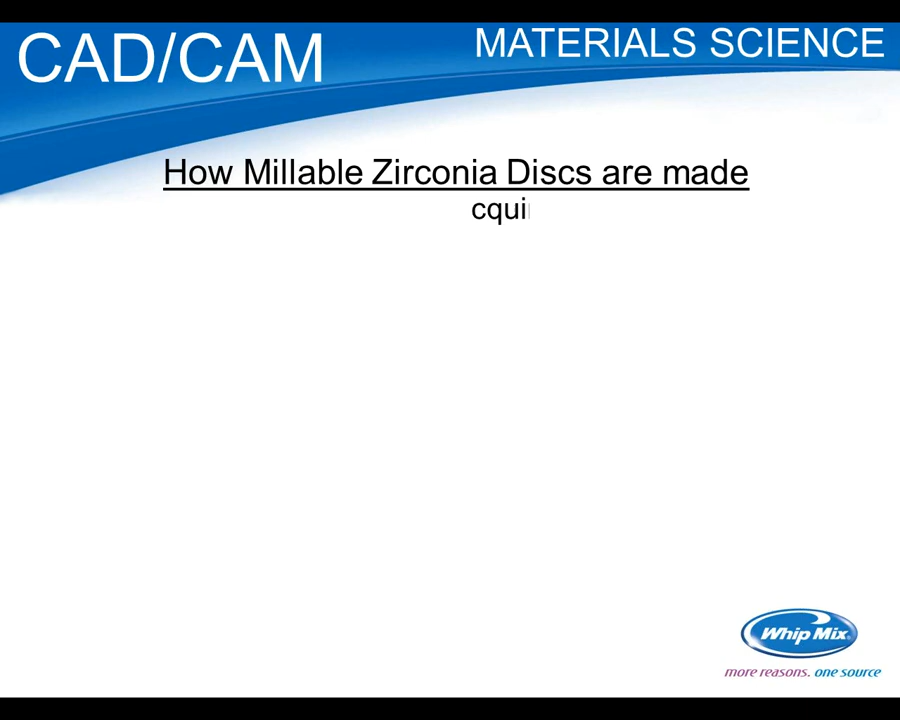 CAD/CAM
MATERIALS SCIENCE
How Millable Zirconia Discs are made
cqui
Whip Mix
more reasons. one source